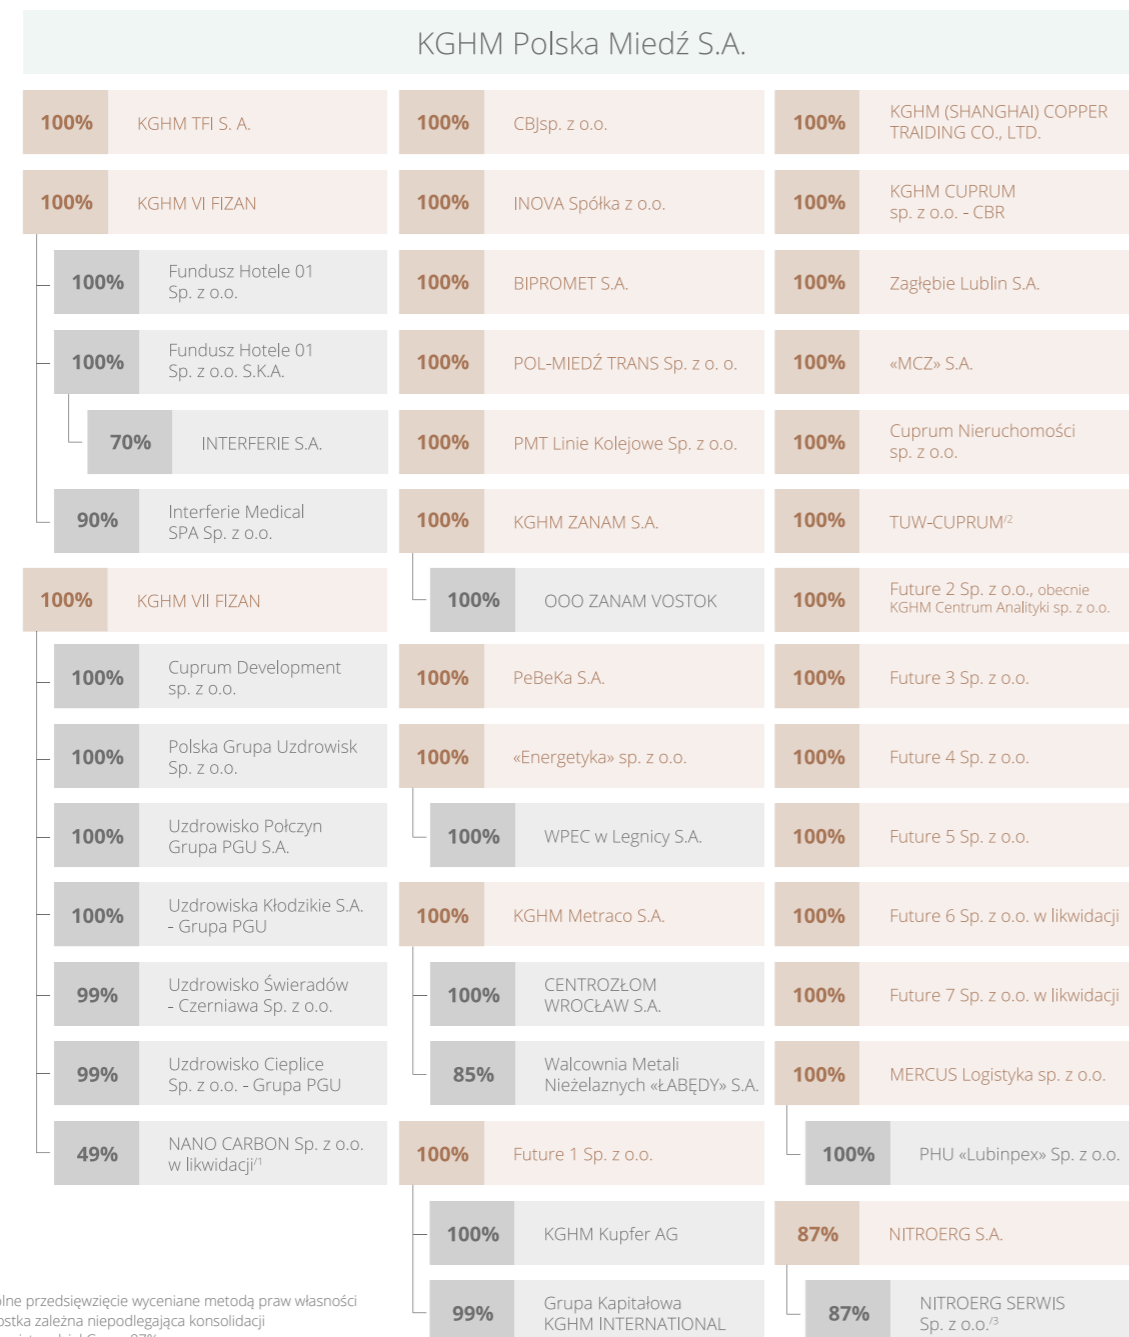 KGHM Polska Miedź S.A.
100%
KGHM TFI S. A.
100%
KGHM VI FIZAN
100%
Fundusz Hotele 01
Sp. z o.o.
100%
Fundusz Hotele 01
Sp. z o.o. S.K.A.
70%
INTERFERIE S.A.
90%
Interferie Medical
SPA Sp. z o.o.
100%
KGHM VII FIZAN
100%
Cuprum Development
sp. z o.o.
100%
Polska Grupa Uzdrowisk
Sp. z o.o.
100%
Uzdrowisko Połczyn
Grupa PGU S.A.
100%
Uzdrowiska Kłodzikie S.A.
- Grupa PGU
99%
Uzdrowisko Świeradów
- Czerniawa Sp. z o.o.
99%
Uzdrowisko Cieplice
Sp. z o.o. - Grupa PGU
49%
NANO CARBON Sp. z o.o.
w likwidacji/1
100%
CBJsp. z o.o.
100%
INOVA Spółka z o.o.
100%
BIPROMET S.A.
100%
POL-MIEDŹ TRANS Sp. z o. o.
100%
PMT Linie Kolejowe Sp. z o.o.
100%
KGHM ZANAM S.A.
100%
OOO ZANAM VOSTOK
100%
PeBeKa S.A.
100%
«Energetyka» sp. z o.o.
100%
WPEC w Legnicy S.A.
100%
KGHM Metraco S.A.
100%
CENTROZŁOM
WROCŁAW S.A.
85%
Walcownia Metali
Nieżelaznych «ŁABĘDY» S.A.
100%
Future 1 Sp. z o.o.
100%
KGHM Kupfer AG
99%
Grupa Kapitałowa
KGHM INTERNATIONAL
100%
KGHM (SHANGHAI) COPPER
TRAIDING CO., LTD.
100%
KGHM CUPRUM
sp. z o.o. - CBR
100%
Zagłębie Lublin S.A.
100%
«MCZ» S.A.
100%
Cuprum Nieruchomości
sp. z o.o.
100%
TUW-CUPRUM/2
100%
Future 2 Sp. z o.o., obecnie
KGHM Centrum Analityki sp. z o.o.
100%
Future 3 Sp. z o.o.
100%
Future 4 Sp. z o.o.
100%
Future 5 Sp. z o.o.
100%
Future 6 Sp. z o.o. w likwidacji
100%
Future 7 Sp. z o.o. w likwidacji
100%
MERCUS Logistyka sp. z o.o.
100%
PHU «Lubinpex» Sp. z o.o.
87%
NITROERG S.A.
87%
NITROERG SERWIS
Sp. z o.o./3
przedsięwzięcie wyceniane metodą praw własności
zależna niepodlegająca konsolidacji